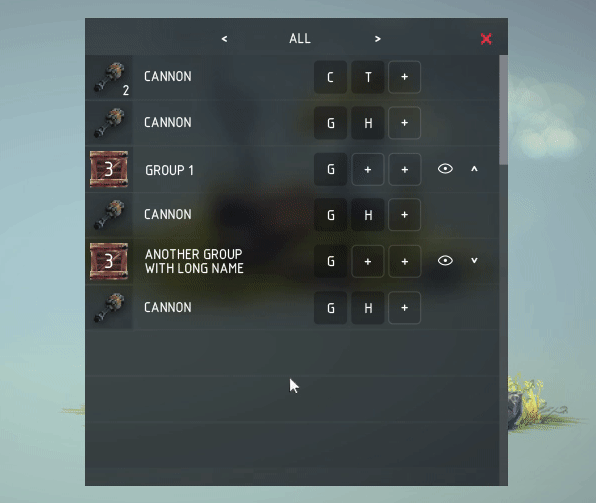 < ALL > ×
2 CANNON C T +
CANNON G H +
3 GROUP 1 G + +
CANNON G H +
3 ANOTHER GROUP G + +
WITH LONG NAME
CANNON G H +